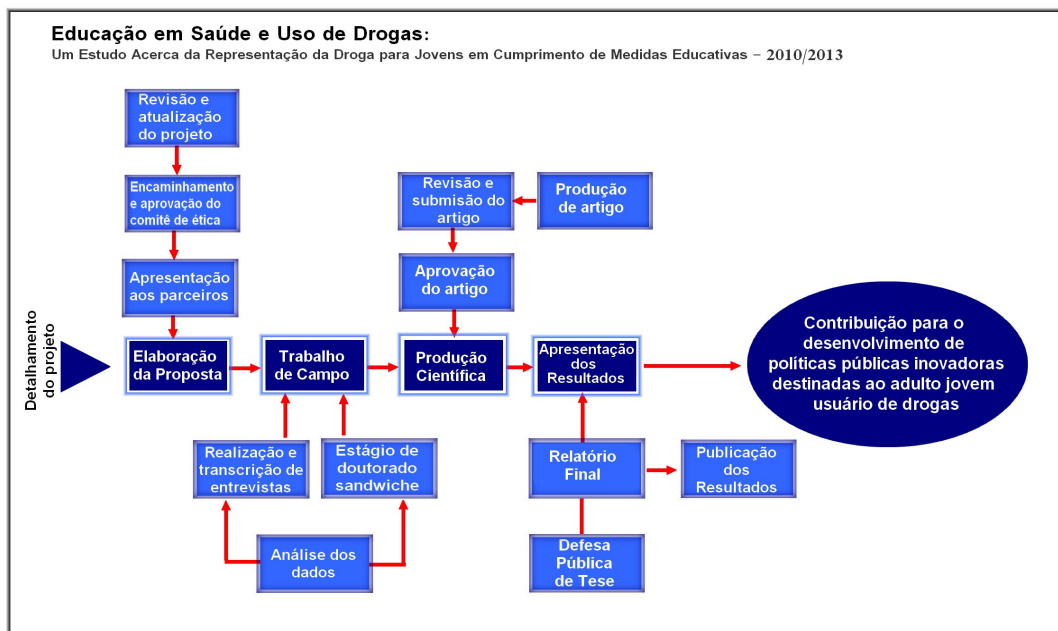 Educação em Saúde e Uso de Drogas:
Um Estudo Acerca da Representação da Droga para Jovens em Cumprimento de Medidas Educativas – 2010/2013
Revisão e
atualização
do projeto
Encaminhamento
e aprovação do
comitê de ética
Apresentação
aos parceiros
Revisão e
submisão do
artigo
Produção
de artigo
Aprovação
do artigo
Detalhamento
do projeto
Elaboração
da Proposta
Trabalho
de Campo
Produção
Científica
Apresentação
dos
Resultados
Contribuição para o
desenvolvimento de
políticas públicas inovadoras
destinadas ao adulto jovem
usuário de drogas
Realização e
transcrição de
entrevistas
Estágio de
doutorado
sandwiche
Relatório
Final
Publicação
dos
Resultados
Análise dos
dados
Defesa
Pública
de Tese